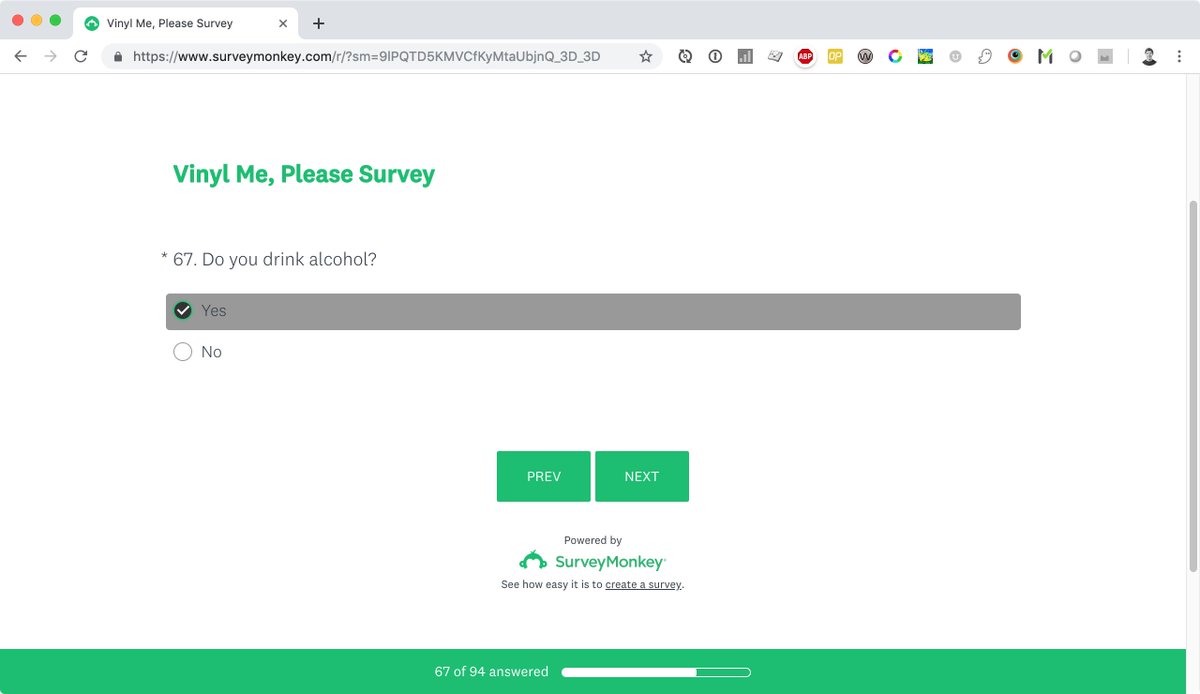 Vinyl Me, Please Survey
https://www.surveymonkey.com/r/?sm=9IPQTD5KMVCfKyMtaUbjnQ_3D_3D
ABP
OP
W
Vinyl Me, Please Survey
* 67. Do you drink alcohol?
Yes
No
PREV NEXT
Powered by
SurveyMonkey
See how easy it is to create a survey.
67 of 94 answered